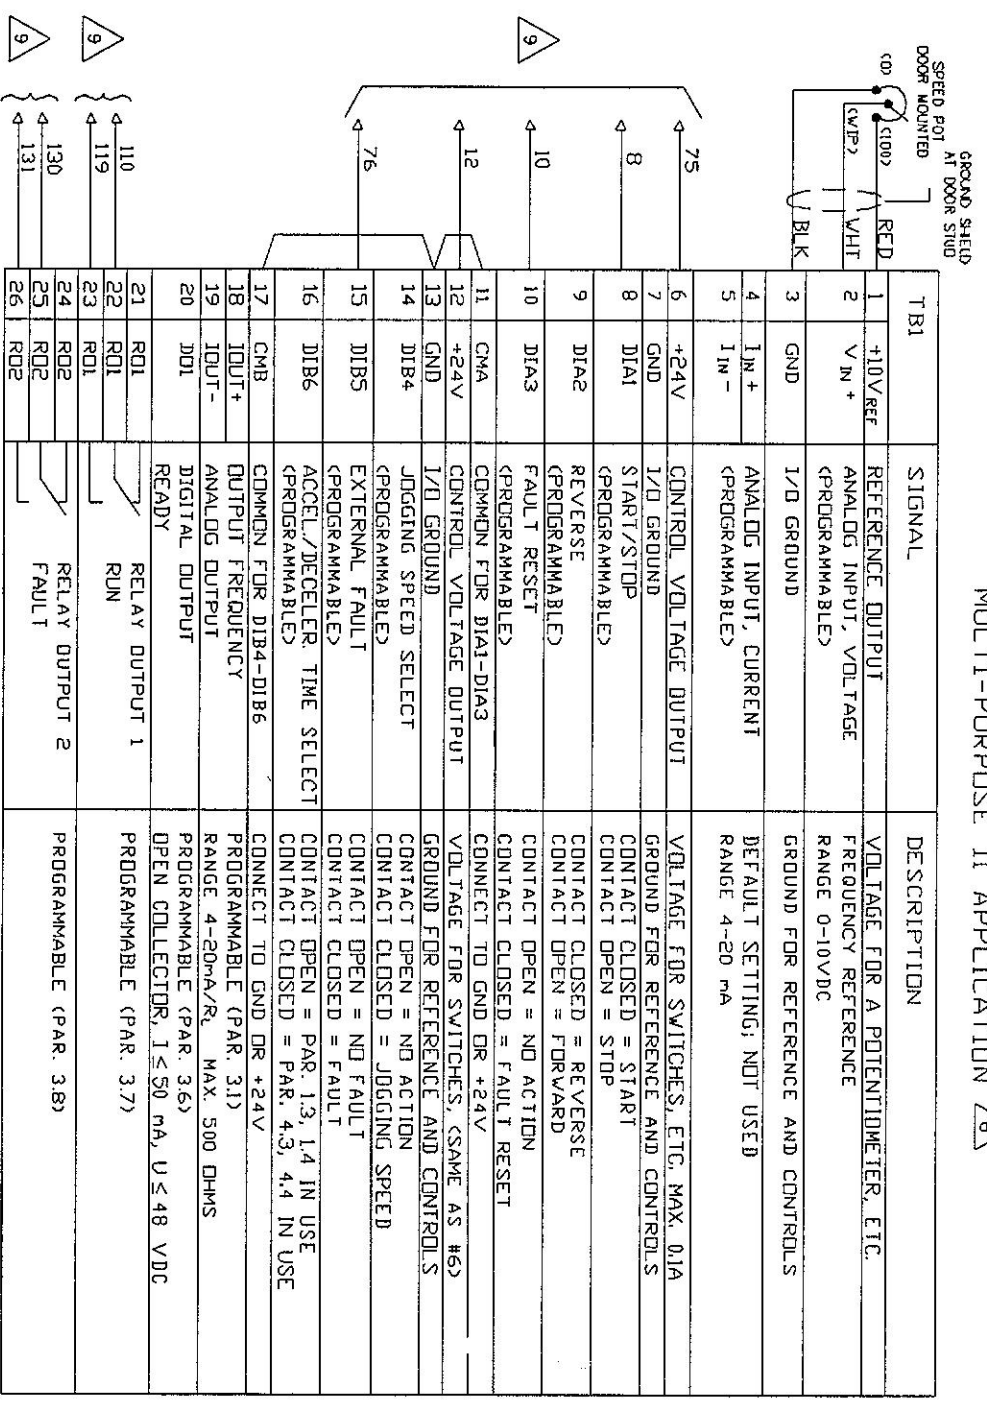 MULTI-PURPOSE II APPLICATION
GROUND SHIELD
AT DOOR STUD
SPEED POT
DOOR MOUNTED
(0)
(100)
(WIP)
RED
WHT
BLK
75
8
10
12
76
9
110
119
9
130
131
9
TB1 SIGNAL DESCRIPTION
1 +10VREF REFERENCE OUTPUT VOLTAGE FOR A POTENTIOMETER, ETC.
2 V IN + ANALOG INPUT, VOLTAGE FREQUENCY REFERENCE
(PROGRAMMABLE) RANGE 0-10VDC
3 GND I/O GROUND GROUND FOR REFERENCE AND CONTROLS
4 I IN + ANALOG INPUT, CURRENT DEFAULT SETTING; NOT USED
5 I IN - (PROGRAMMABLE) RANGE 4-20 mA
6 +24V CONTROL VOLTAGE OUTPUT VOLTAGE FOR SWITCHES, ETC, MAX. 0.1A
7 GND I/O GROUND GROUND FOR REFERENCE AND CONTROLS
8 DIA1 START/STOP CONTACT CLOSED = START
(PROGRAMMABLE) CONTACT OPEN = STOP
9 DIA2 REVERSE CONTACT CLOSED = REVERSE
(PROGRAMMABLE) CONTACT OPEN = FORWARD
10 DIA3 FAULT RESET CONTACT OPEN = NO ACTION
(PROGRAMMABLE) CONTACT CLOSED = FAULT RESET
11 CMA COMMON FOR DIA1-DIA3 CONNECT TO GND OR +24V
12 +24V CONTROL VOLTAGE OUTPUT VOLTAGE FOR SWITCHES, (SAME AS #6)
13 GND I/O GROUND GROUND FOR REFERENCE AND CONTROLS
14 DIB4 JOGGING SPEED SELECT CONTACT OPEN = NO ACTION
(PROGRAMMABLE) CONTACT CLOSED = JOGGING SPEED
15 DIB5 EXTERNAL FAULT CONTACT OPEN = NO FAULT
(PROGRAMMABLE) CONTACT CLOSED = FAULT
16 DIB6 ACCEL./DECELER. TIME SELECT CONTACT OPEN = PAR. 1.3, 1.4 IN USE
(PROGRAMMABLE) CONTACT CLOSED = PAR. 4.3, 4.4 IN USE
17 CMB COMMON FOR DIB4-DIB6 CONNECT TO GND OR +24V
18 IOUT+ OUTPUT FREQUENCY PROGRAMMABLE (PAR. 3.1)
19 IOUT- ANALOG OUTPUT RANGE 4-20mA/RL MAX. 500 OHMS
20 DO1 DIGITAL OUTPUT PROGRAMMABLE (PAR. 3.6)
READY OPEN COLLECTOR, I ≤ 50 mA, U ≤ 48 VDC
21 RO1 RELAY OUTPUT 1 PROGRAMMABLE (PAR. 3.7)
22 RO1 RUN
23 RO1
24 RO2 RELAY OUTPUT 2 PROGRAMMABLE (PAR. 3.8)
25 RO2 FAULT
26 RO2